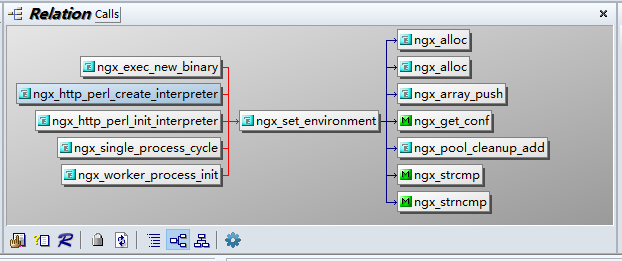 Relation Calls
ngx_exec_new_binary
ngx_http_perl_create_interpreter
ngx_http_perl_init_interpreter
ngx_single_process_cycle
ngx_worker_process_init
ngx_set_environment
ngx_alloc
ngx_alloc
ngx_array_push
ngx_get_conf
ngx_pool_cleanup_add
ngx_strcmp
ngx_strncmp